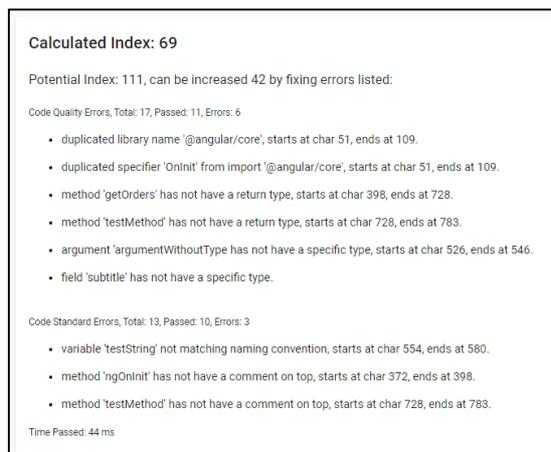 Calculated Index: 69
Potential Index: 111, can be increased 42 by fixing errors listed:
Code Quality Errors, Total: 17, Passed: 11, Errors: 6
• duplicated library name '@angular/core', starts at char 51, ends at 109.
• duplicated specifier 'OnInit' from import '@angular/core', starts at char 51, ends at 109.
• method 'getOrders' has not have a return type, starts at char 398, ends at 728.
• method 'testMethod' has not have a return type, starts at char 728, ends at 783.
• argument 'argumentWithoutType has not have a specific type, starts at char 526, ends at 546.
• field 'subtitle' has not have a specific type.
Code Standard Errors, Total: 13, Passed: 10, Errors: 3
• variable 'testString' not matching naming convention, starts at char 554, ends at 580.
• method 'ngOnInit' has not have a comment on top, starts at char 372, ends at 398.
• method 'testMethod' has not have a comment on top, starts at char 728, ends at 783.
Time Passed: 44 ms